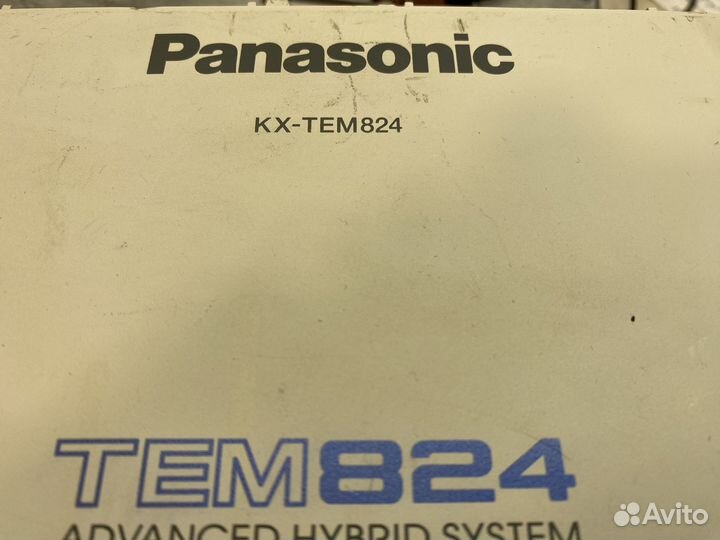 Panasonic
KX-TEM824
TEM824
ADVANCED HYBRID SYSTEM
Avito